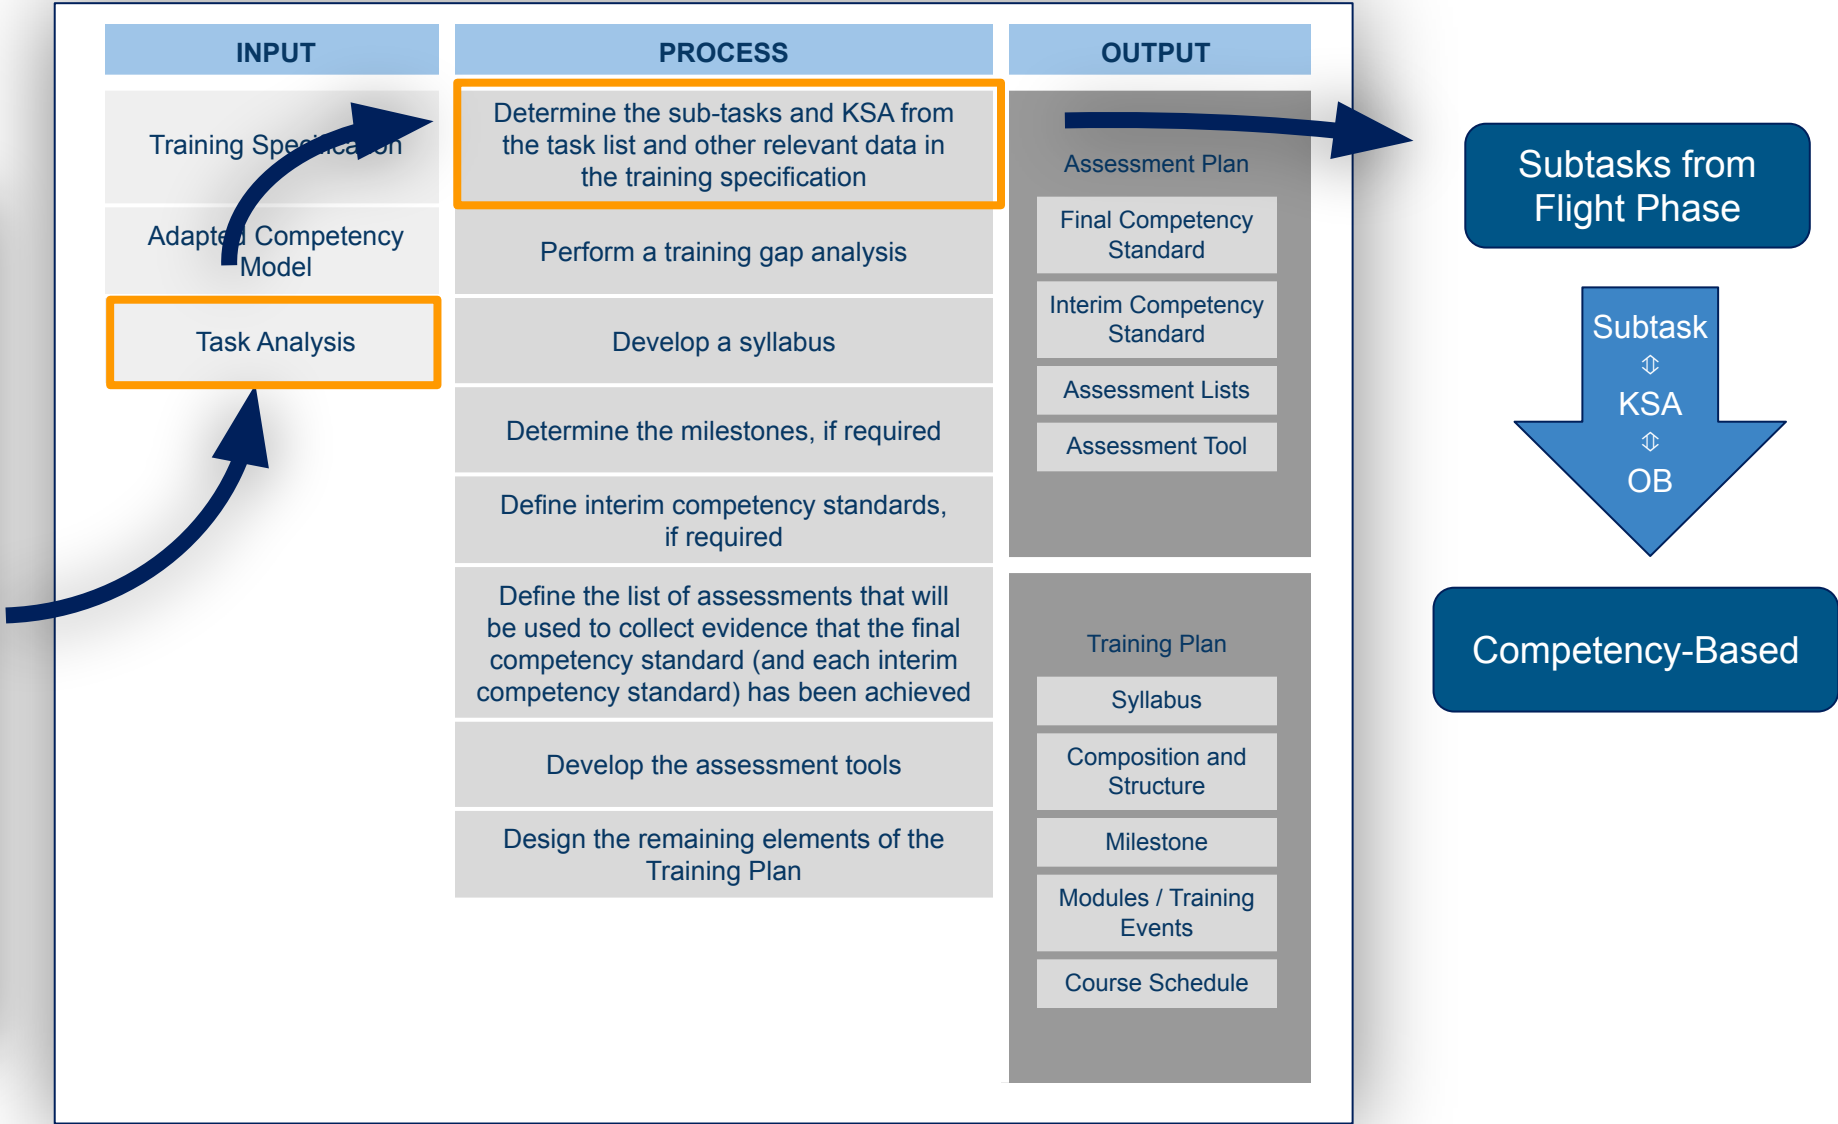 INPUT
PROCESS
OUTPUT
Training Specification
Adapted Competency
Model
Task Analysis
Determine the sub-tasks and KSA from
the task list and other relevant data in
the training specification
Perform a training gap analysis
Develop a syllabus
Determine the milestones, if required
Define interim competency standards,
if required
Define the list of assessments that will
be used to collect evidence that the final
competency standard (and each interim
competency standard) has been achieved
Develop the assessment tools
Design the remaining elements of the
Training Plan
Assessment Plan
Final Competency
Standard
Interim Competency
Standard
Assessment Lists
Assessment Tool
Training Plan
Syllabus
Composition and
Structure
Milestone
Modules / Training
Events
Course Schedule
Subtasks from
Flight Phase
Subtask
⇕
KSA
⇕
OB
Competency-Based